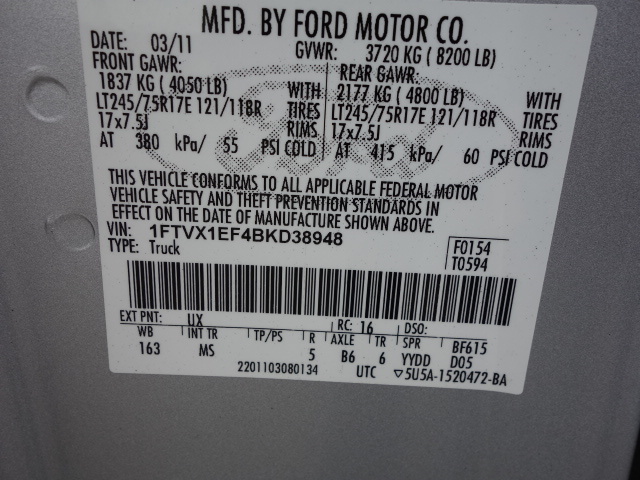 MFD. BY FORD MOTOR CO.
DATE: 03/11 GVWR: 3720 KG ( 8200 LB)
FRONT GAWR: REAR GAWR:
1837 KG ( 4050 LB) WITH 2177 KG ( 4800 LB) WITH
LT245/75R17E 121/118R TIRES LT245/75R17E 121/118R TIRES
17x7.5J RIMS 17x7.5J RIMS
AT 380 kPa/ 55 PSI COLD AT 415 kPa/ 60 PSI COLD
THIS VEHICLE CONFORMS TO ALL APPLICABLE FEDERAL MOTOR
VEHICLE SAFETY AND THEFT PREVENTION STANDARDS IN
EFFECT ON THE DATE OF MANUFACTURE SHOWN ABOVE.
VIN: 1FTVX1EF4BKD38948
TYPE: Truck
F0154
T0594
EXT PNT: UX RC: 16 DSO:
WB INT TR TP/PS R AXLE TR SPR BF615
163 MS 5 B6 6 YYDD D05
2201103080134 UTC ▽5U5A-1520472-BA
Ford